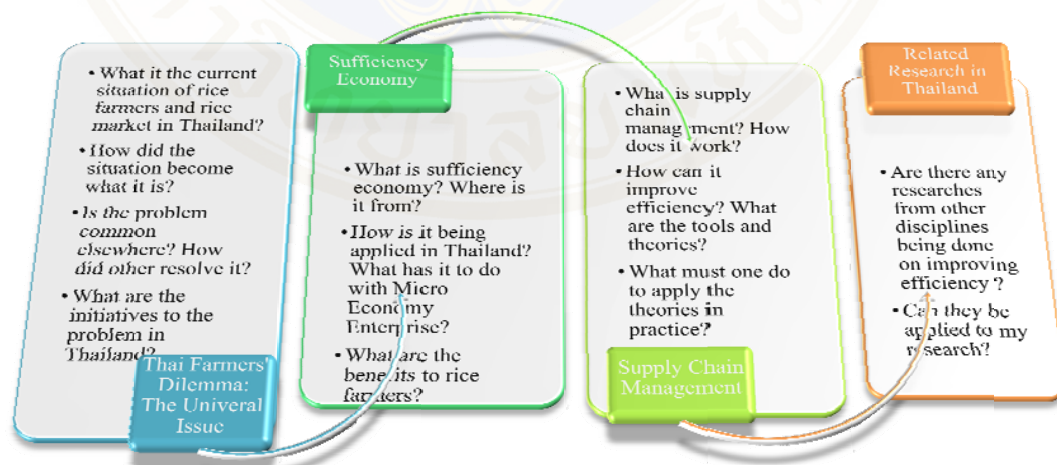 • What it the current
situation of rice
farmers and rice
market in Thailand?
• How did the
situation become
what it is?
• Is the problem
common
elsewhere? How
did other resolve it?
• What are the
initiatives to the
problem in
Thailand?
Thai Farmers'
Dilemma:
The Univeral
Issue
Sufficiency
Economy
• What is sufficiency
economy? Where is
it from?
• How is it being
applied in Thailand?
What has it to do
with Micro
Economy
Enterprise?
• What are the
benefits to rice
farmers?
• What is supply
chain
managment? How
does it work?
• How can it
improve
efficiency? What
are the tools and
theories?
• What must one do
to apply the
theories in
practice?
Supply Chain
Management
Related
Research in
Thailand
• Are there any
researches
from other
disciplines
being done
on improving
efficiency ?
• Can they be
applied to my
research?